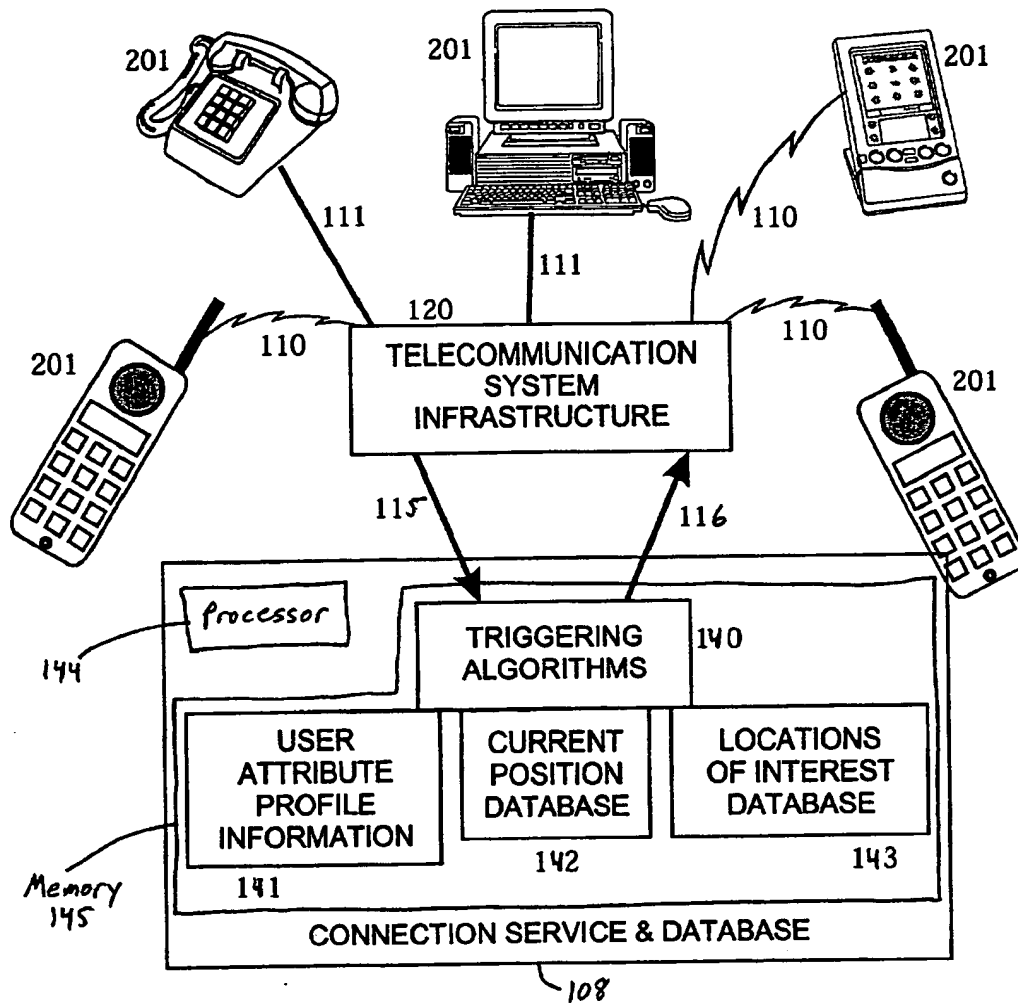 201
201
201
111
111
110
120
110
110
201
201
TELECOMMUNICATION
SYSTEM
INFRASTRUCTURE
115
116
Processor
144
TRIGGERING
ALGORITHMS
140
USER
ATTRIBUTE
PROFILE
INFORMATION
CURRENT
POSITION
DATABASE
LOCATIONS
OF INTEREST
DATABASE
141
142
143
Memory
145
CONNECTION SERVICE & DATABASE
108